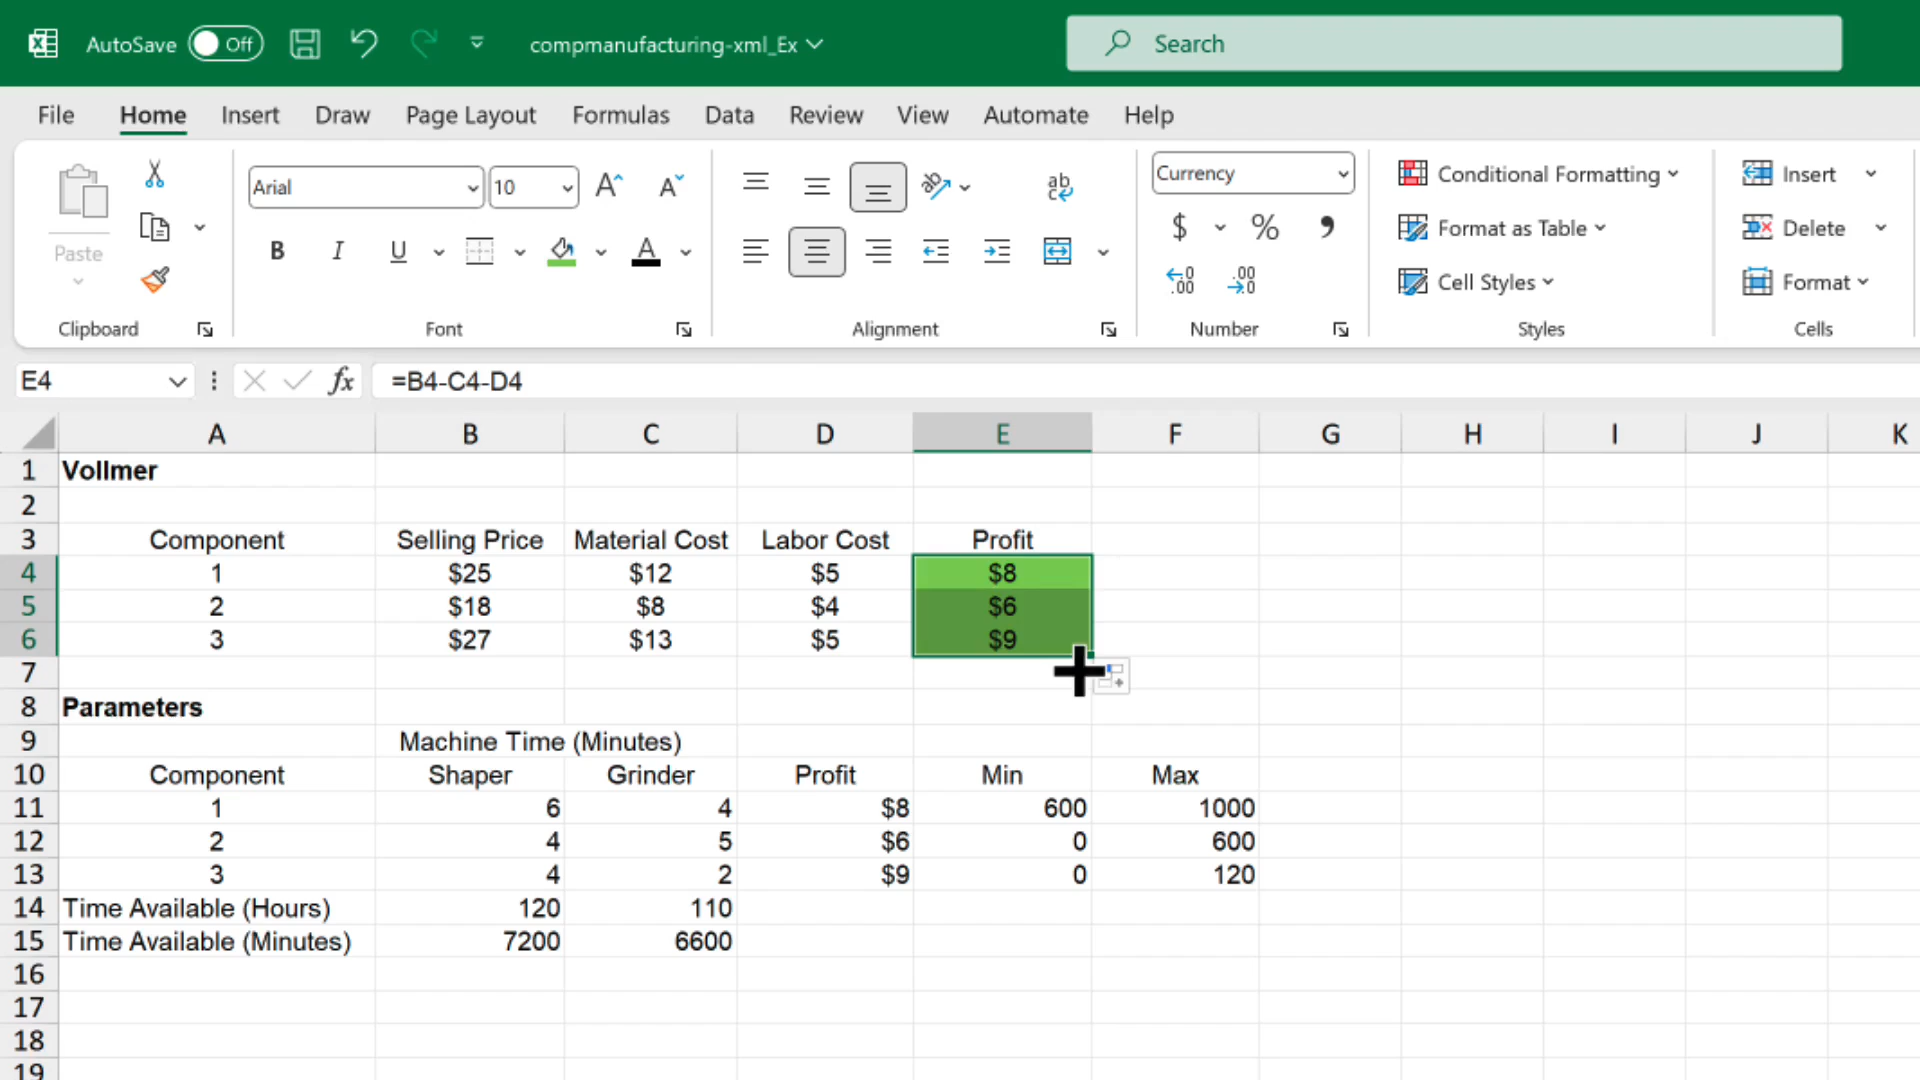 AutoSave Off compmanufacturing-xml_Ex Search
File Home Insert Draw Page Layout Formulas Data Review View Automate Help
Paste
Clipboard
Arial 10
B I U A
Font
ab
Alignment
Currency
$ % ,
Number
Conditional Formatting
Format as Table
Cell Styles
Styles
Insert
Delete
Format
Cells
E4 fx =B4-C4-D4
A B C D E F G H I J K
1 Vollmer
2
3 Component Selling Price Material Cost Labor Cost Profit
4 1 $25 $12 $5 $8
5 2 $18 $8 $4 $6
6 3 $27 $13 $5 $9
7
8 Parameters
9 Machine Time (Minutes)
10 Component Shaper Grinder Profit Min Max
11 1 6 4 $8 600 1000
12 2 4 5 $6 0 600
13 3 4 2 $9 0 120
14 Time Available (Hours) 120 110
15 Time Available (Minutes) 7200 6600
16
17
18
19